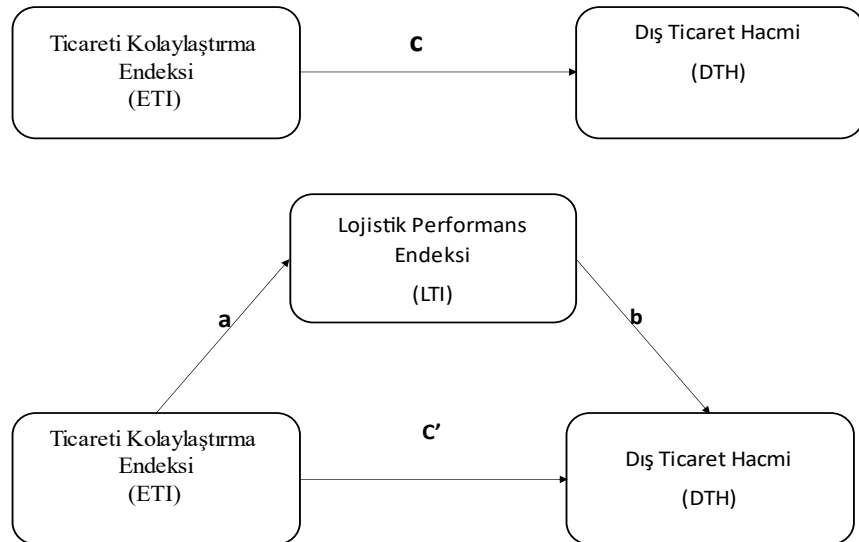 Ticareti Kolaylaştırma
Endeksi
(ETI)
c
Dış Ticaret Hacmi
(DTH)
Lojistik Performans
Endeksi
(LTI)
a
b
Ticareti Kolaylaştırma
Endeksi
(ETI)
C’
Dış Ticaret Hacmi
(DTH)